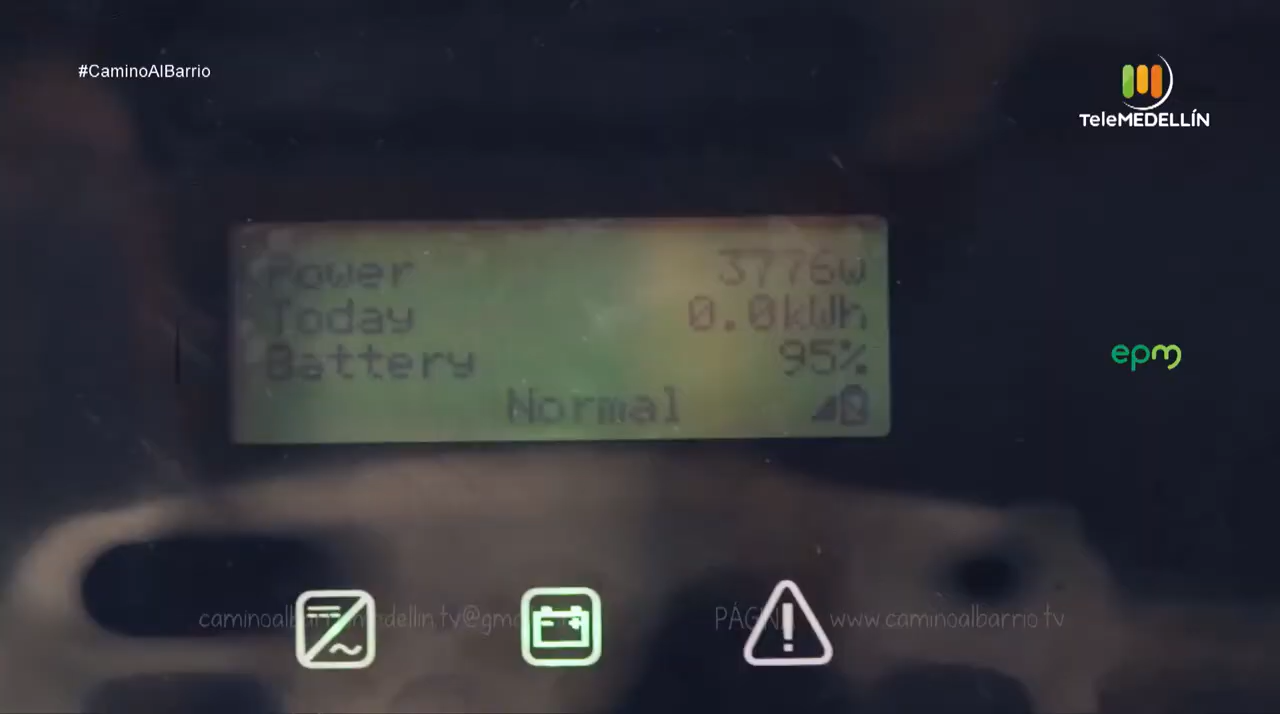 #CaminoAlBarrio
TeleMEDELLÍN
Power 3776W
Today 0.0kWh
epm
Battery 95%
Normal
www.caminoalbarrio.tv